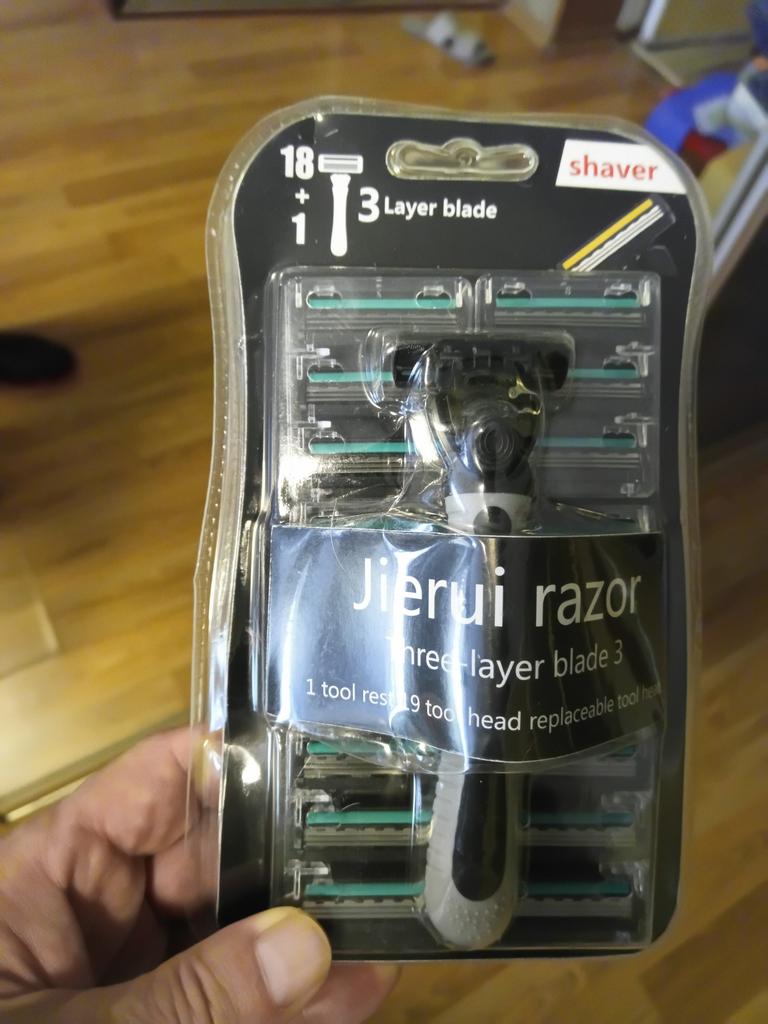 18
+
1
3 Layer blade
shaver
Jierui razor
Three-layer blade 3
1 tool rest 19 tool head replaceable tool head